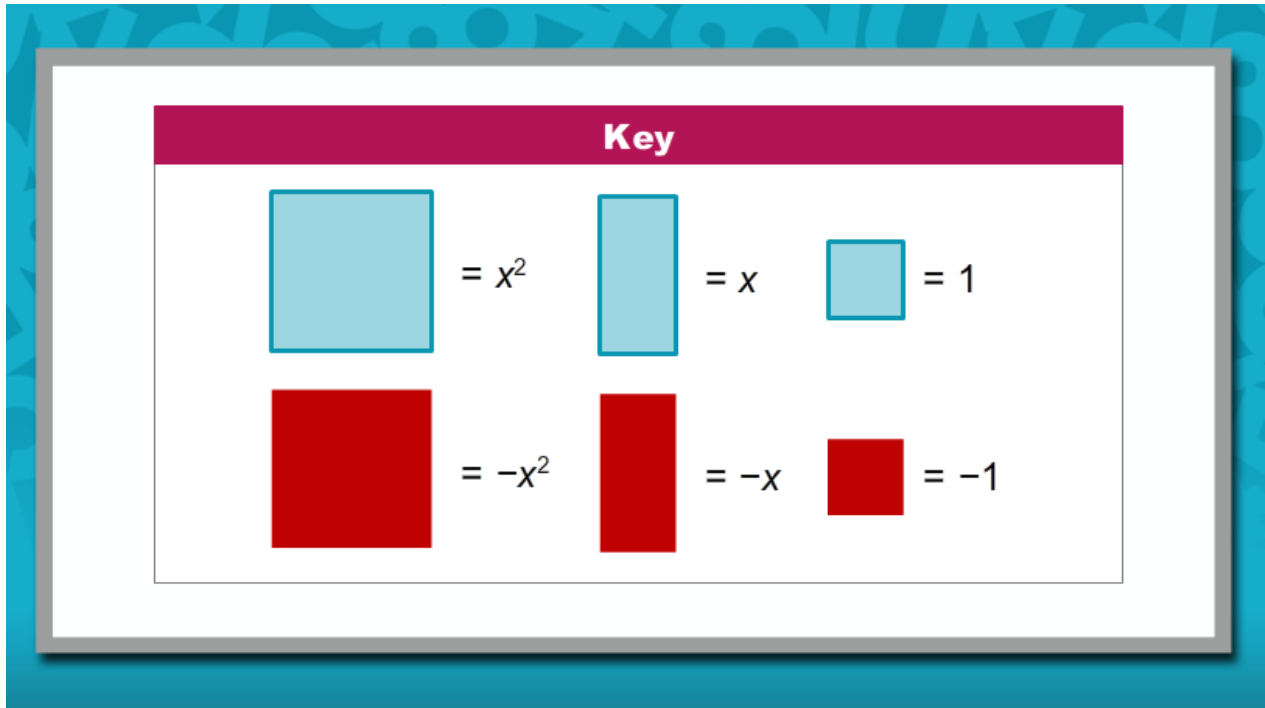 Key
= x² = x = 1
= −x² = −x = −1